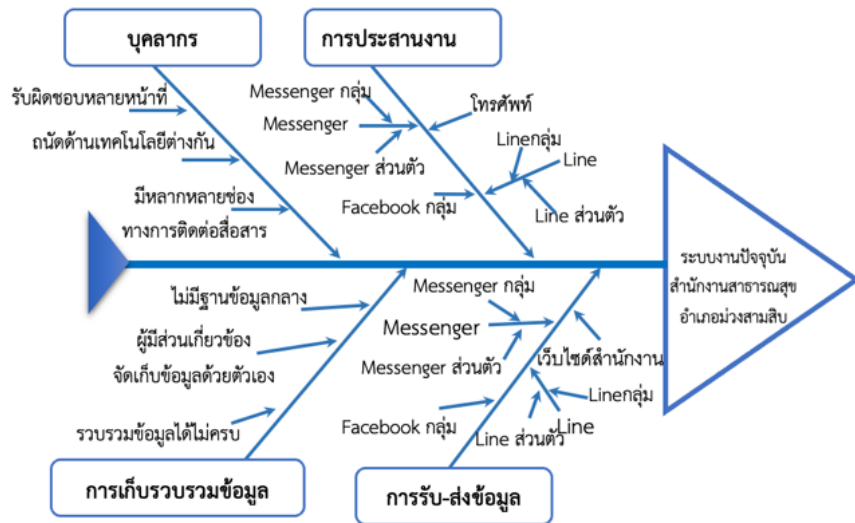 บุคลากร
การประสานงาน
รับผิดชอบหลายหน้าที่
ถนัดด้านเทคโนโลยีต่างกัน
มีหลากหลายช่อง
ทางการติดต่อสื่อสาร
Messenger กลุ่ม
Messenger
Messenger ส่วนตัว
Facebook กลุ่ม
โทรศัพท์
Lineกลุ่ม
Line
Line ส่วนตัว
ระบบงานปัจจุบัน
สำนักงานสาธารณสุข
อำเภอม่วงสามสิบ
ไม่มีฐานข้อมูลกลาง
ผู้มีส่วนเกี่ยวข้อง
จัดเก็บข้อมูลด้วยตัวเอง
รวบรวมข้อมูลได้ไม่ครบ
Messenger กลุ่ม
Messenger
Messenger ส่วนตัว
Facebook กลุ่ม
เว็บไซด์สำนักงาน
Lineกลุ่ม
Line
Line ส่วนตัว
การเก็บรวบรวมข้อมูล
การรับ-ส่งข้อมูล